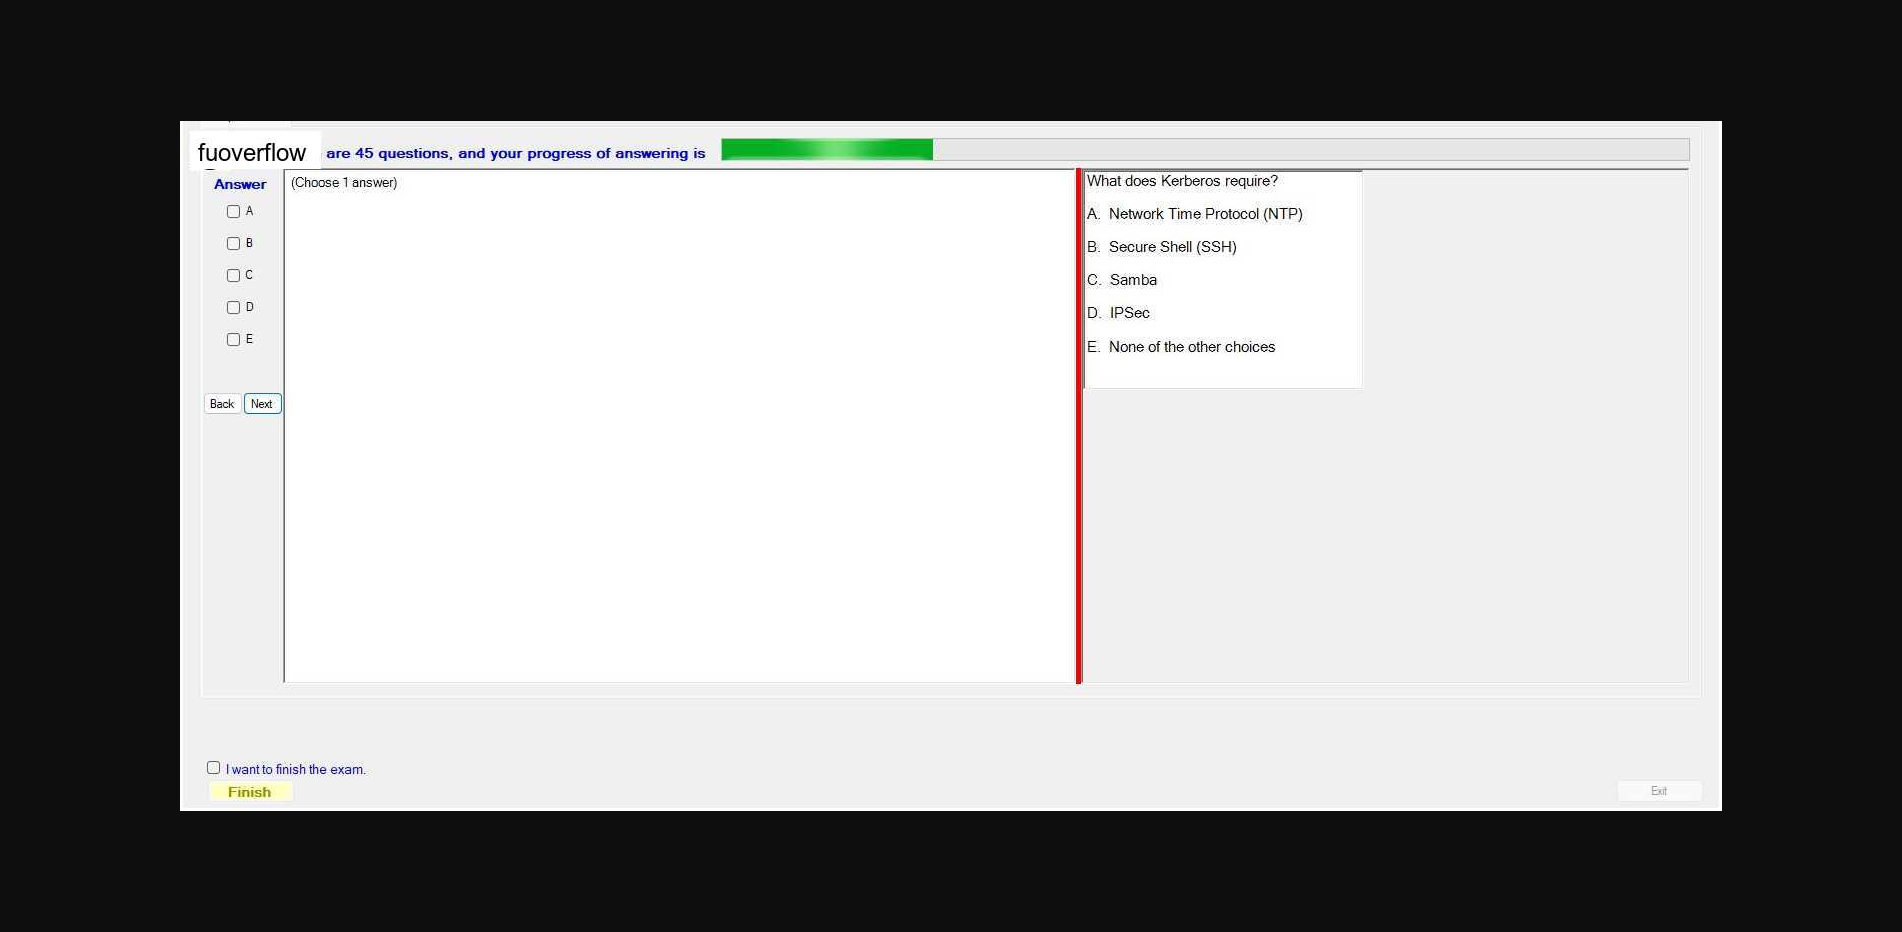 fuoverflow are 45 questions, and your progress of answering is
Answer
(Choose 1 answer)
A
B
C
D
E
Back Next
What does Kerberos require?
A. Network Time Protocol (NTP)
B. Secure Shell (SSH)
C. Samba
D. IPSec
E. None of the other choices
I want to finish the exam.
Finish
Exit